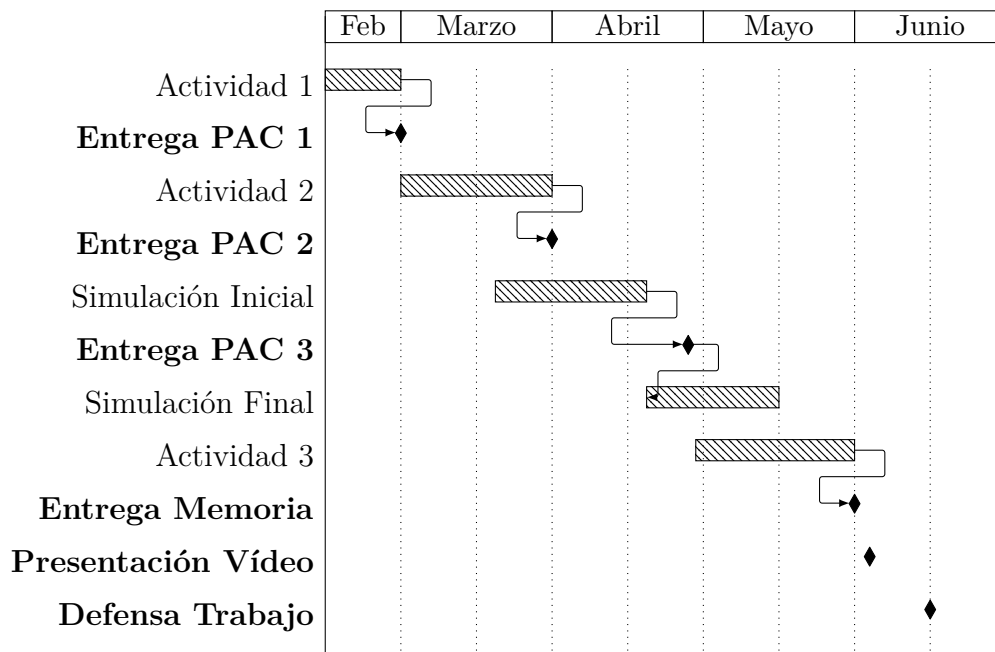 Feb Marzo Abril Mayo Junio
Actividad 1
Entrega PAC 1
Actividad 2
Entrega PAC 2
Simulación Inicial
Entrega PAC 3
Simulación Final
Actividad 3
Entrega Memoria
Presentación Vídeo
Defensa Trabajo